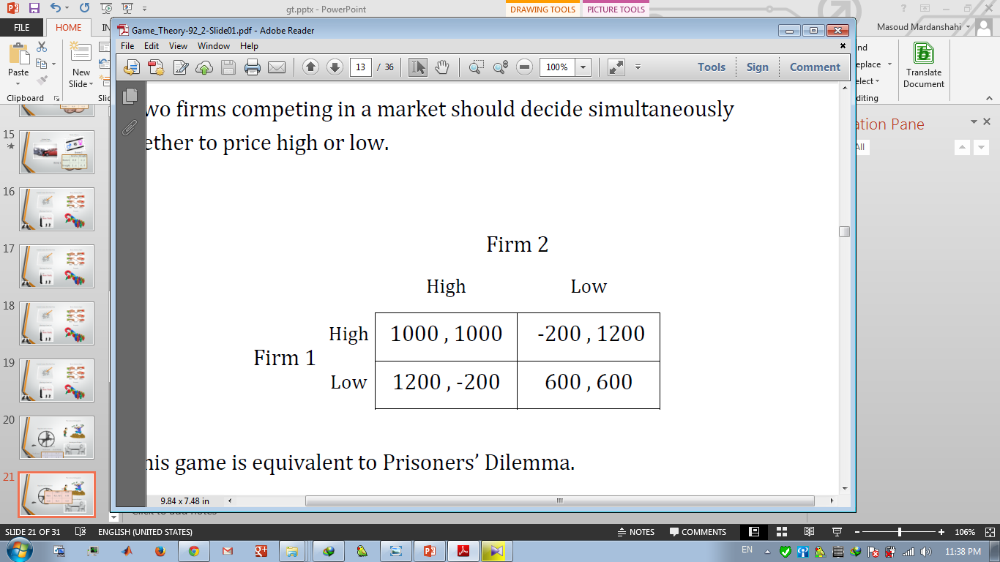 gt.pptx - PowerPoint
DRAWING TOOLS
PICTURE TOOLS
FILE
HOME
IN
Masoud Mardanshahi
Game_Theory-92_2-Slide01.pdf - Adobe Reader
File Edit View Window Help
13 / 36
100%
Tools Sign Comment
Paste
New
Slide
Clipboard
Slid
nd
eplace
elect
diting
Translate
Document
ation Pane
All
15
16
17
18
19
20
21
wo firms competing in a market should decide simultaneously
ether to price high or low.
Firm 2
High Low
High 1000 , 1000 -200 , 1200
Firm 1
Low 1200 , -200 600 , 600
his game is equivalent to Prisoners’ Dilemma.
9.84 x 7.48 in
Click to add notes
SLIDE 21 OF 31 ENGLISH (UNITED STATES) NOTES COMMENTS 106%
EN 11:38 PM